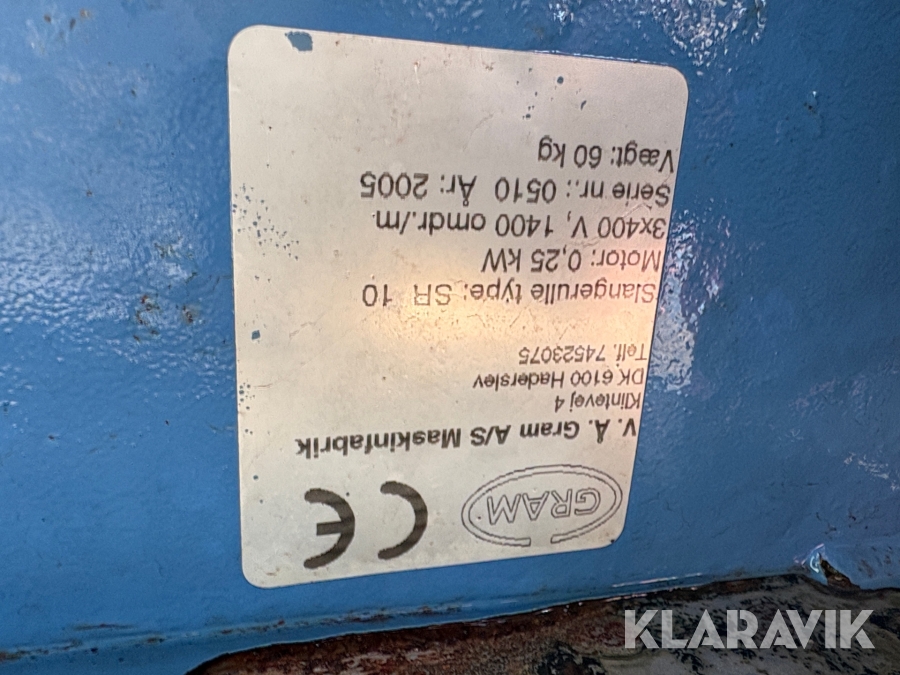 GRAM
CE
V. Å. Gram A/S Maskinfabrik
Klintevej 4
DK 6100 Haderslev
Telf. 74523075
Slangerulle type: SR 10
Motor: 0,25 kW
3x400 V, 1400 omdr./m
Serie nr.: 0510 År: 2005
Vægt: 60 kg
KLARAVIK